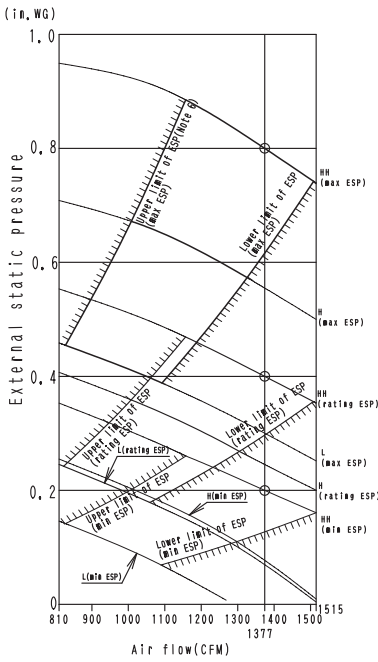 (in.WG)
1.0
0.8
0.6
0.4
0.2
0
External static pressure
Upper limit of ESP(Note 6)
(max ESP)
Lower limit of ESP
(max ESP)
HH
(max ESP)
H
(max ESP)
HH
(rating ESP)
L
(max ESP)
H
(rating ESP)
HH
(min ESP)
Upper limit of ESP
(rating ESP)
L(rating ESP)
Lower limit of ESP
(rating ESP)
H(min ESP)
Upper limit of ESP
(min ESP)
Lower limit of ESP
(min ESP)
L(min ESP)
810 900 1000 1100 1200 1300 1400 1500
1515
1377
Air flow(CFM)